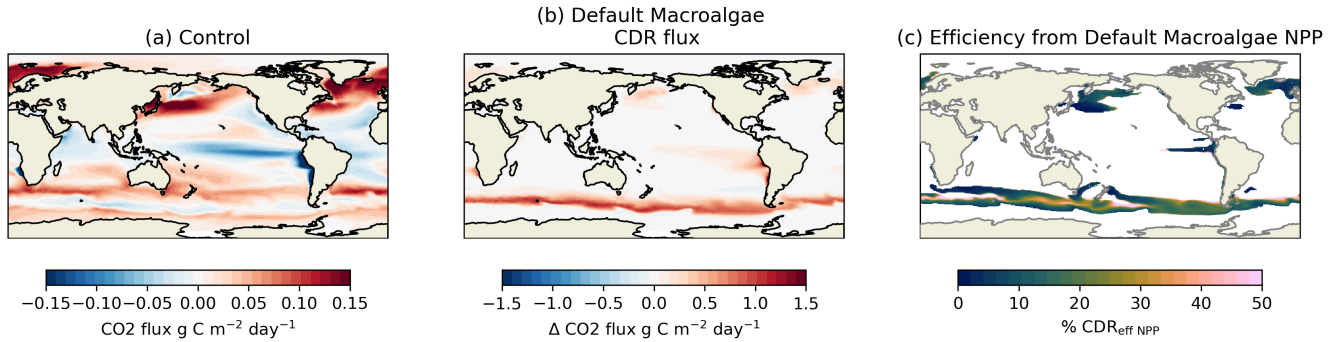 (a) Control
−0.15−0.10−0.05 0.00 0.05 0.10 0.15
CO2 flux g C m⁻² day⁻¹
(b) Default Macroalgae
CDR flux
−1.5 −1.0 −0.5 0.0 0.5 1.0 1.5
Δ CO2 flux g C m⁻² day⁻¹
(c) Efficiency from Default Macroalgae NPP
0 10 20 30 40 50
% CDR_eff NPP